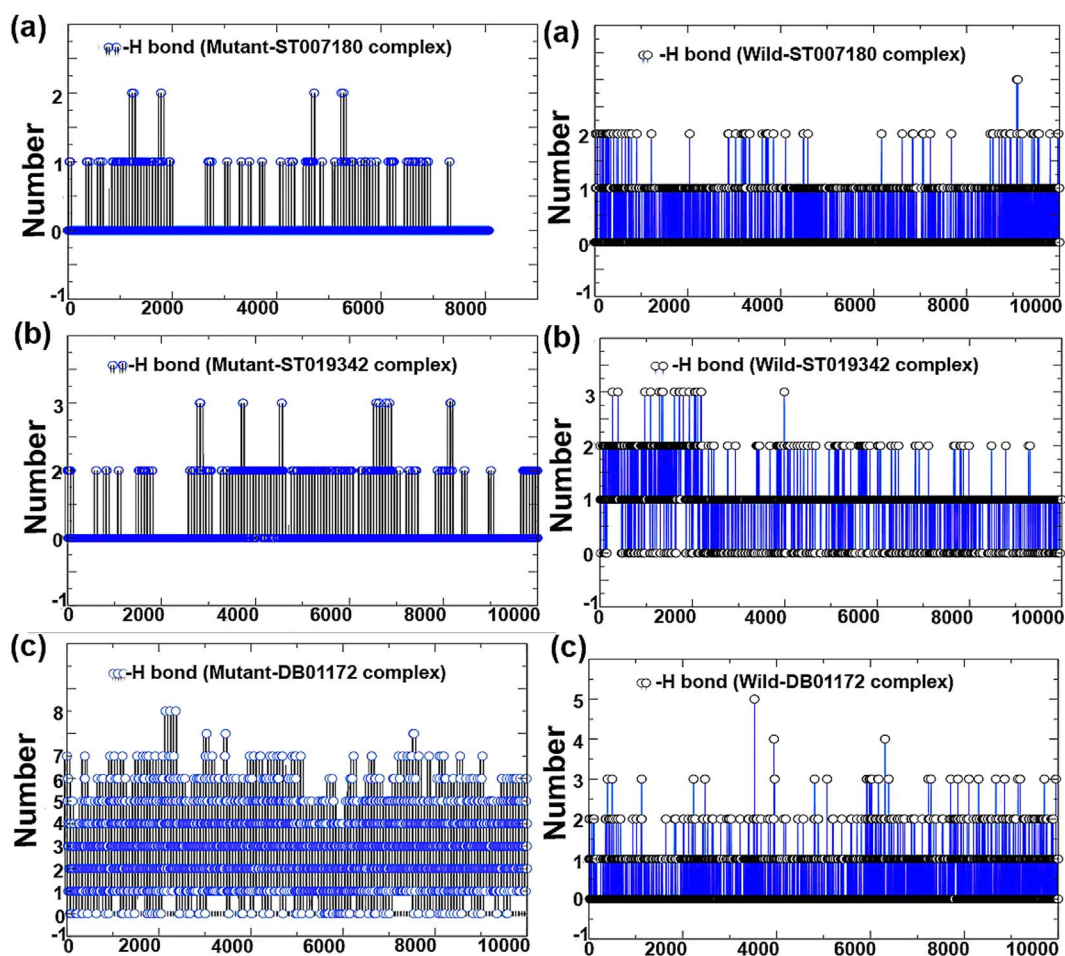 (a)
-H bond (Mutant-ST007180 complex)
Number
2
1
0
-1
0 2000 4000 6000 8000
(a)
-H bond (Wild-ST007180 complex)
Number
3
2
1
0
-1
0 2000 4000 6000 8000 10000
(b)
-H bond (Mutant-ST019342 complex)
Number
3
2
0
-1
0 2000 4000 6000 8000 10000
(b)
-H bond (Wild-ST019342 complex)
Number
3
2
1
0
-1
0 2000 4000 6000 8000 10000
(c)
-H bond (Mutant-DB01172 complex)
Number
8
7
6
5
4
3
2
1
0
-1
0 2000 4000 6000 8000 10000
(c)
-H bond (Wild-DB01172 complex)
Number
5
4
3
2
1
0
-1
0 2000 4000 6000 8000 10000